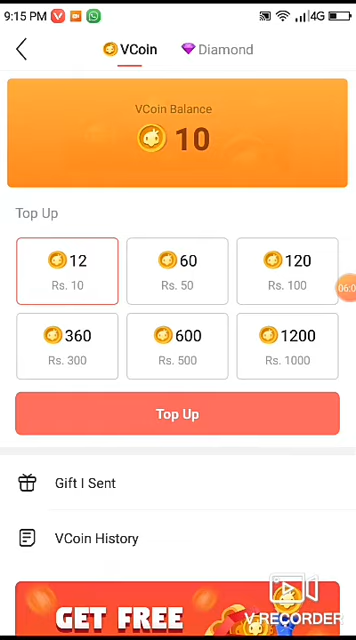 9:15 PM 4G
VCoin Diamond
VCoin Balance
10
Top Up
12 60 120
Rs. 10 Rs. 50 Rs. 100
06:0
360 600 1200
Rs. 300 Rs. 500 Rs. 1000
Top Up
Gift I Sent
VCoin History
GET FREE
V.RECORDER